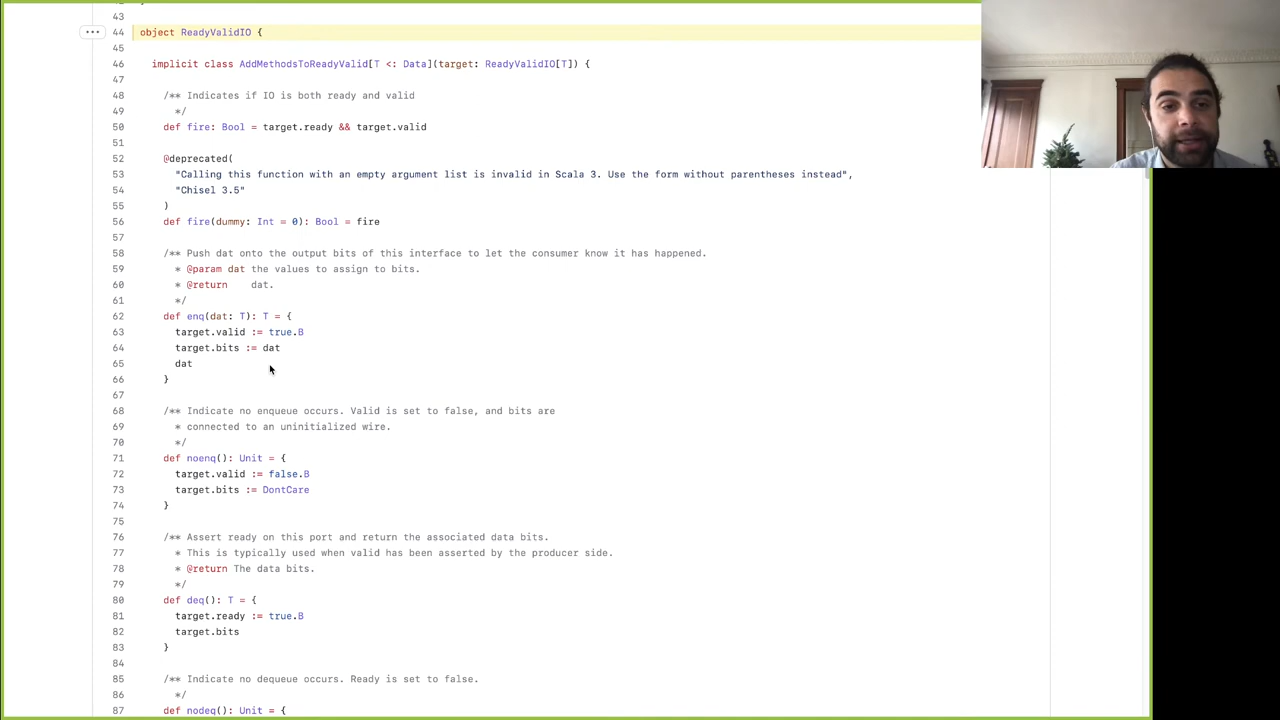 43
44 object ReadyValidIO {
45
46 implicit class AddMethodsToReadyValid[T <: Data](target: ReadyValidIO[T]) {
47
48 /** Indicates if IO is both ready and valid
49 */
50 def fire: Bool = target.ready && target.valid
51
52 @deprecated(
53 "Calling this function with an empty argument list is invalid in Scala 3. Use the form without parentheses instead",
54 "Chisel 3.5"
55 )
56 def fire(dummy: Int = 0): Bool = fire
57
58 /** Push dat onto the output bits of this interface to let the consumer know it has happened.
59 * @param dat the values to assign to bits.
60 * @return dat.
61 */
62 def enq(dat: T): T = {
63 target.valid := true.B
64 target.bits := dat
65 dat
66 }
67
68 /** Indicate no enqueue occurs. Valid is set to false, and bits are
69 * connected to an uninitialized wire.
70 */
71 def noenq(): Unit = {
72 target.valid := false.B
73 target.bits := DontCare
74 }
75
76 /** Assert ready on this port and return the associated data bits.
77 * This is typically used when valid has been asserted by the producer side.
78 * @return The data bits.
79 */
80 def deq(): T = {
81 target.ready := true.B
82 target.bits
83 }
84
85 /** Indicate no dequeue occurs. Ready is set to false.
86 */
87 def nodeq(): Unit = {